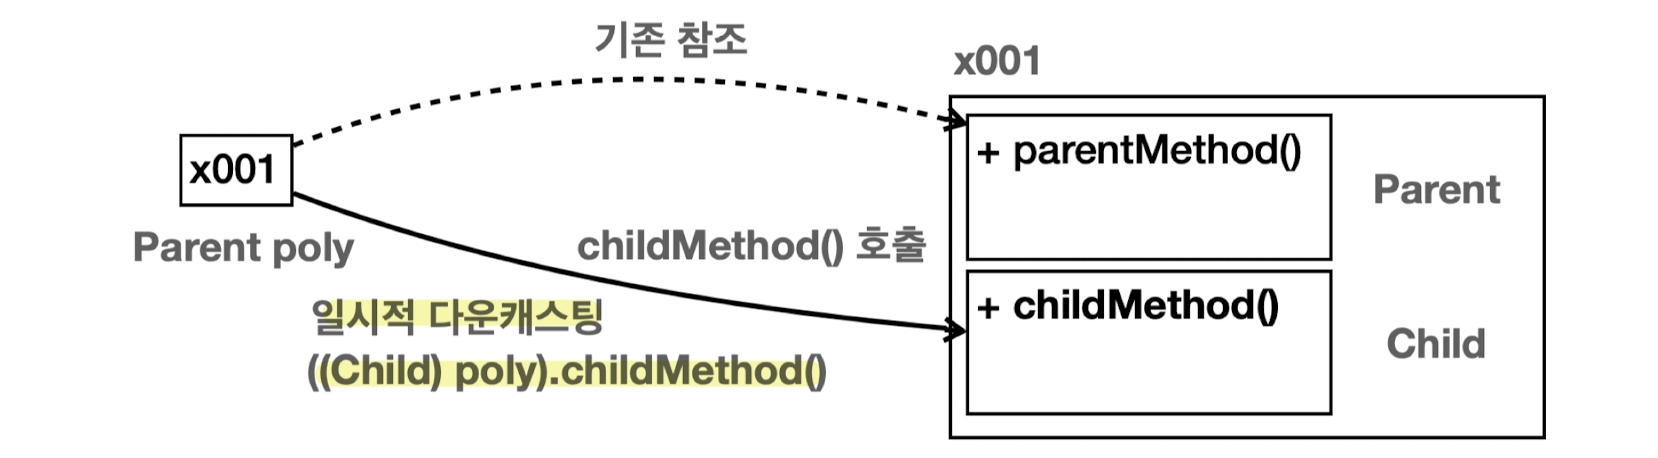 기존 참조
x001
x001
Parent poly
+ parentMethod()
Parent
childMethod() 호출
일시적 다운캐스팅
((Child) poly).childMethod()
+ childMethod()
Child